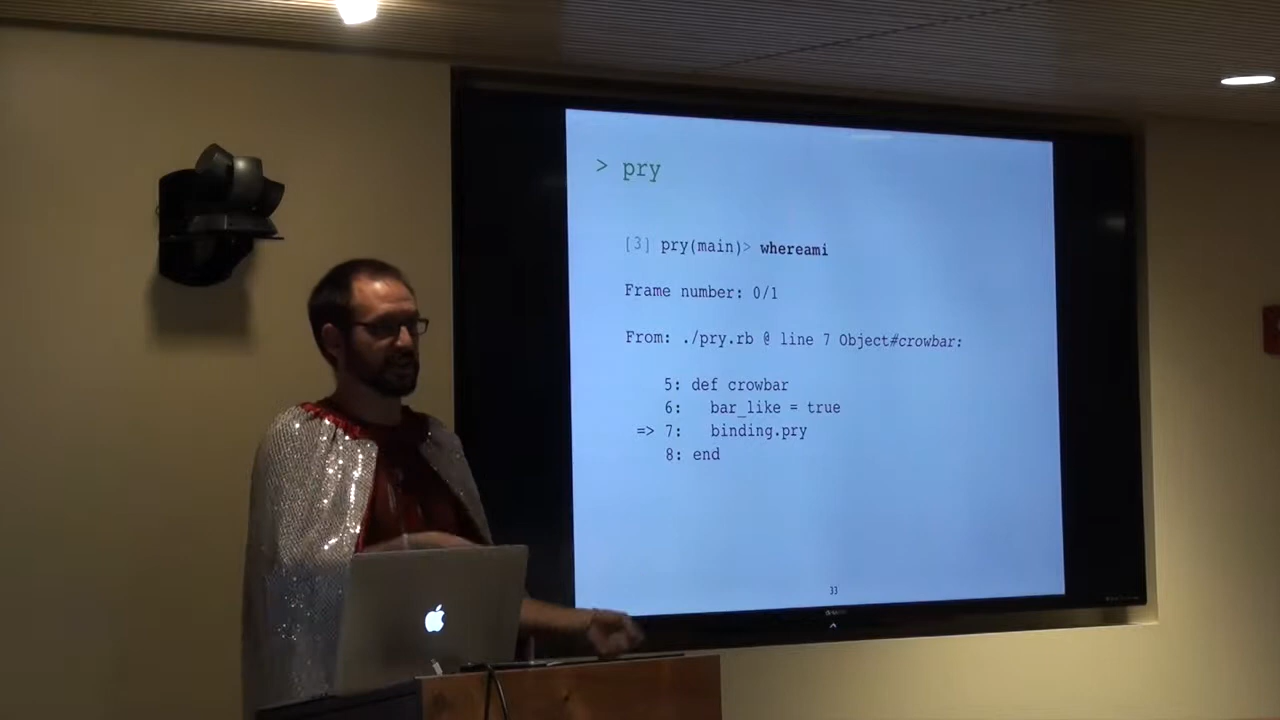 > pry
[3] pry(main)> whereami
Frame number: 0/1
From: ./pry.rb @ line 7 Object#crowbar:
5: def crowbar
6: bar_like = true
=> 7: binding.pry
8: end
33